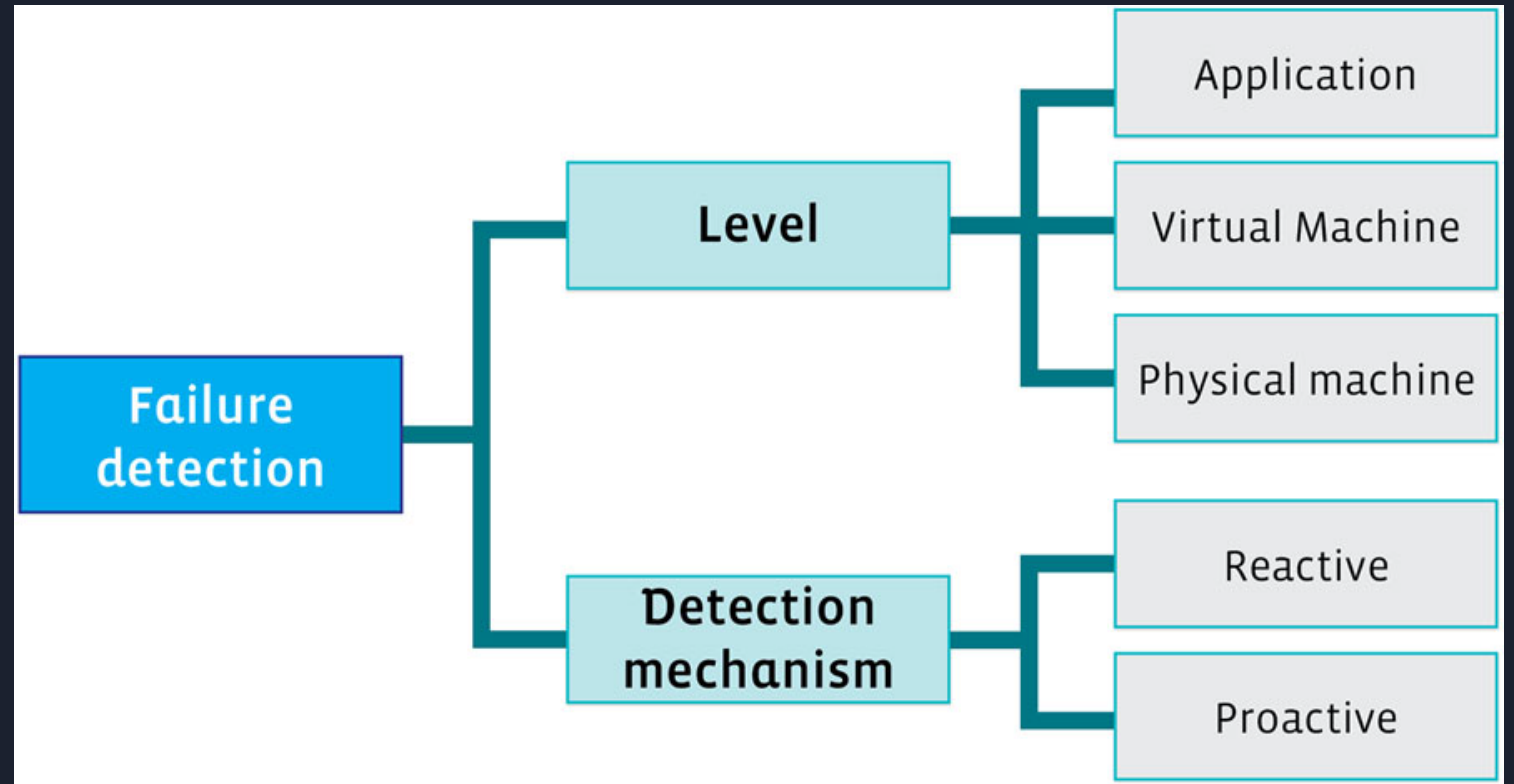 Failure
detection
Level
Application
Virtual Machine
Physical machine
Detection
mechanism
Reactive
Proactive